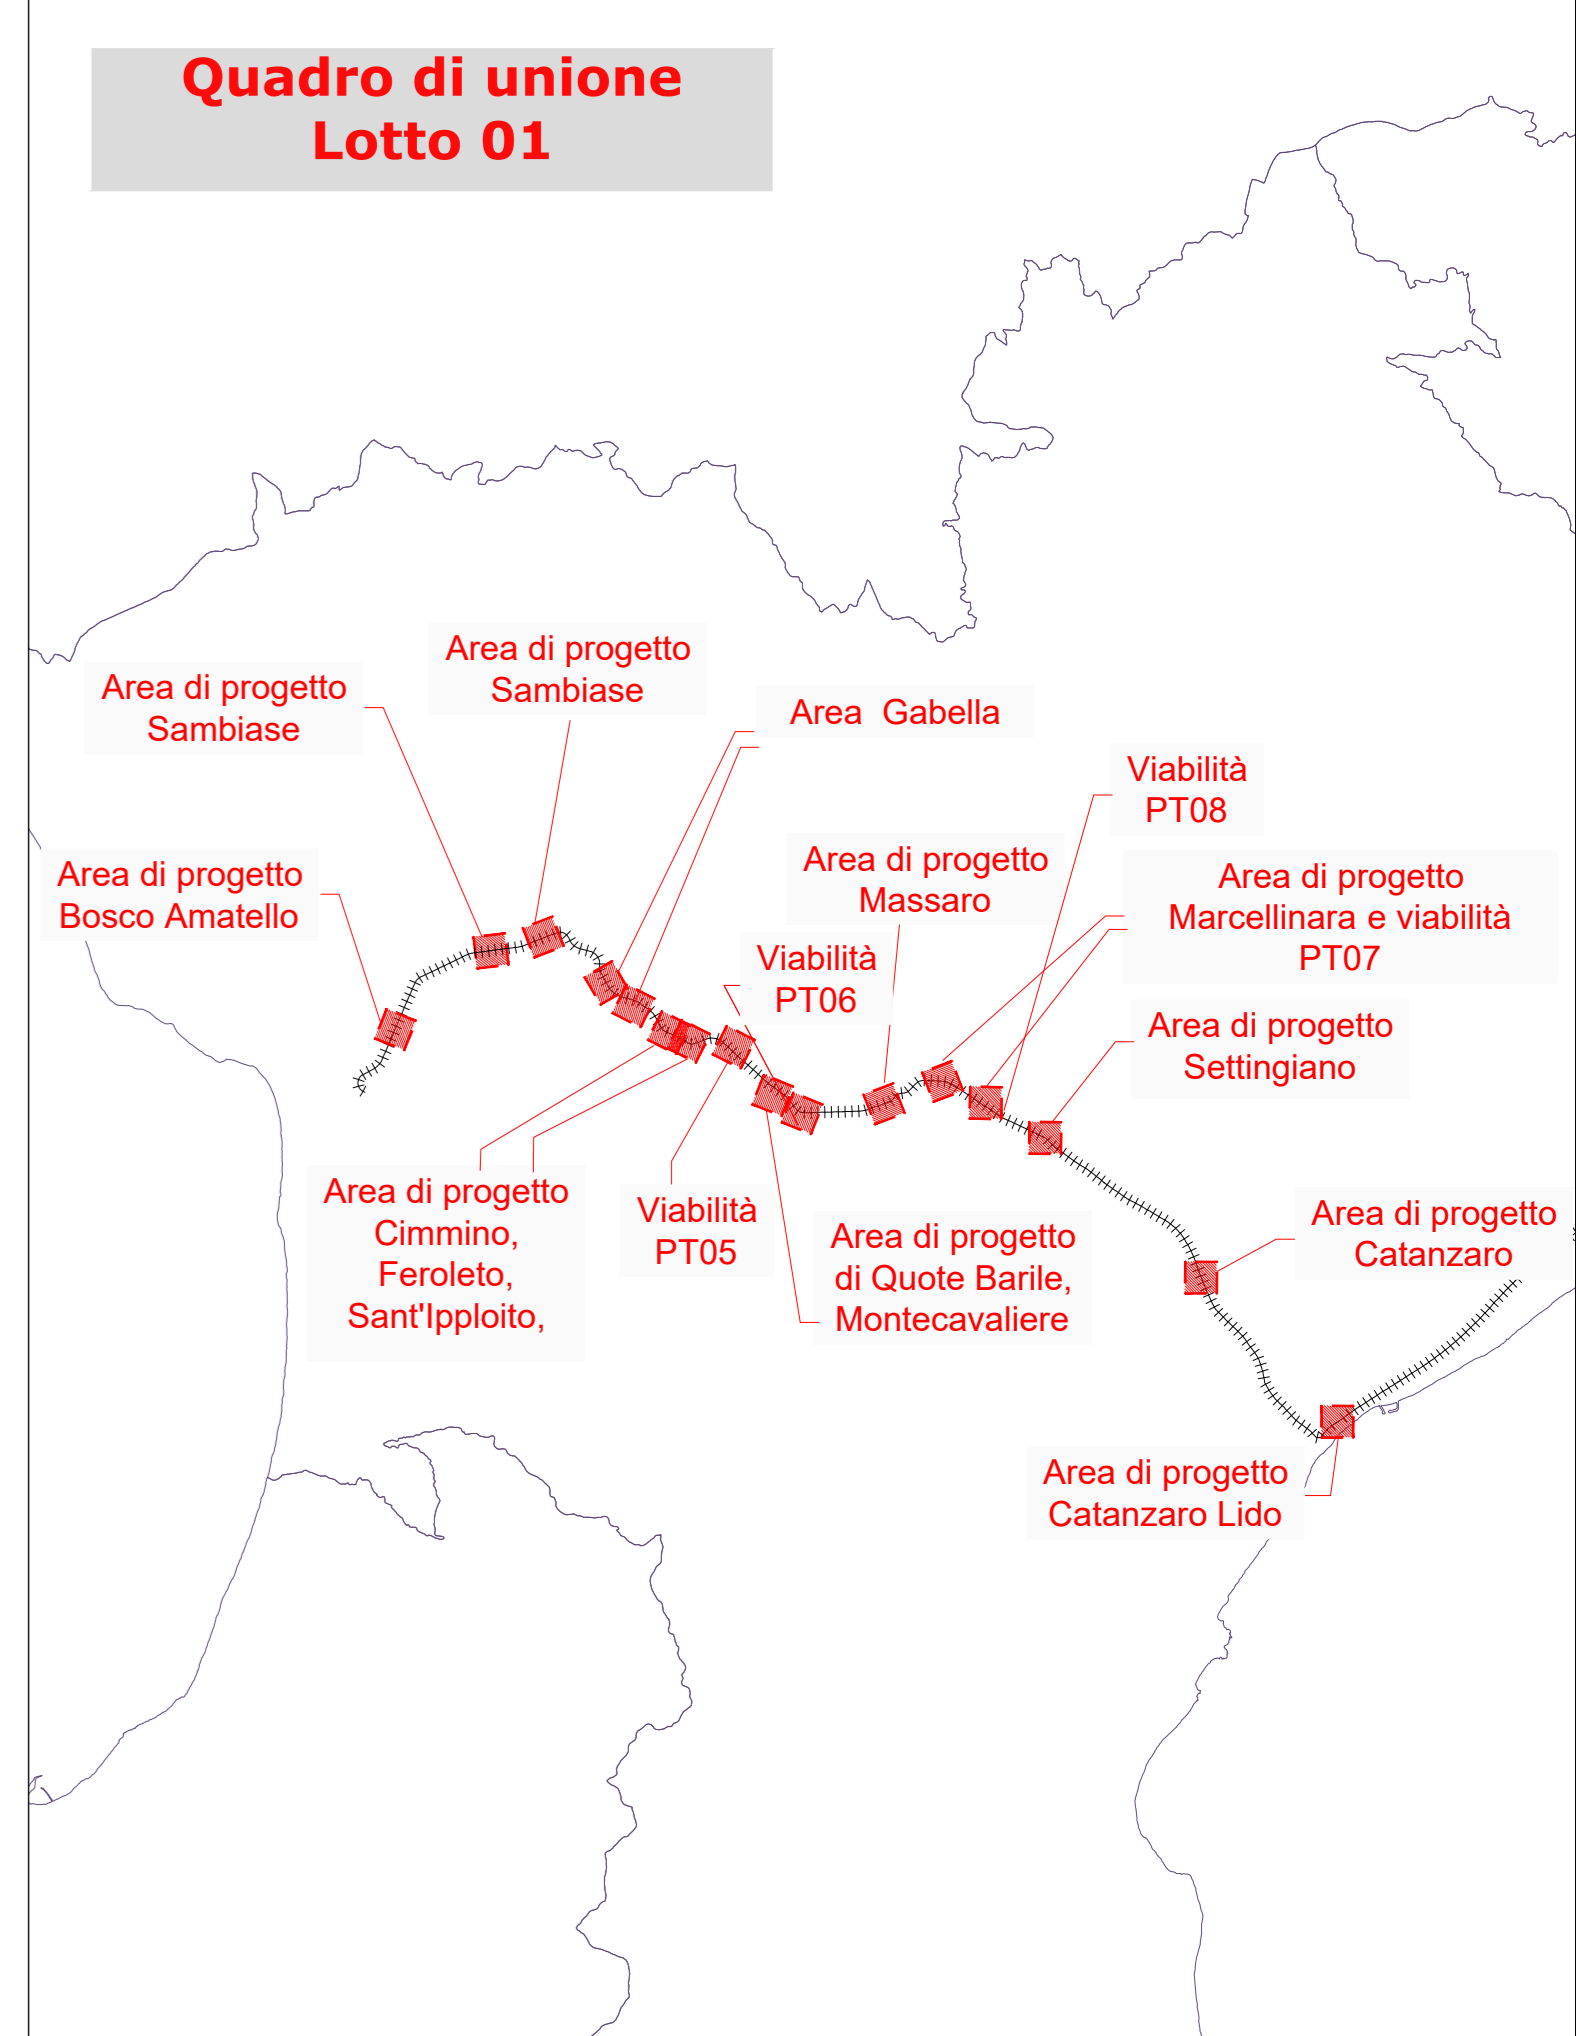 Quadro di unione
Lotto 01
Area di progetto
Sambiase
Area di progetto
Sambiase
Area Gabella
Viabilità
PT08
Area di progetto
Bosco Amatello
Area di progetto
Massaro
Area di progetto
Marcellinara e viabilità
PT07
Viabilità
PT06
Area di progetto
Settingiano
Area di progetto
Cimmino,
Feroleto,
Sant'Ipploito,
Viabilità
PT05
Area di progetto
di Quote Barile,
Montecavaliere
Area di progetto
Catanzaro
Area di progetto
Catanzaro Lido